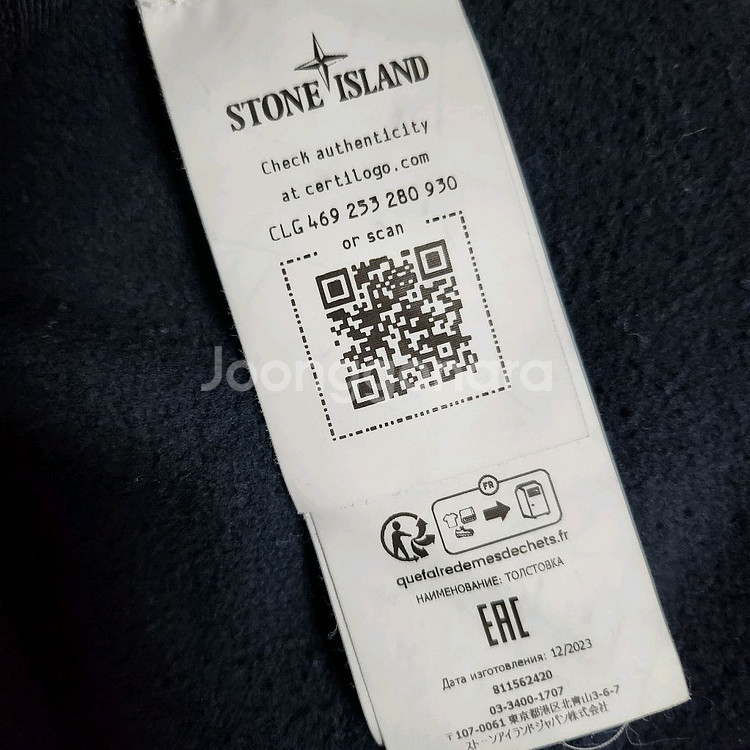 STONE ISLAND
Check authenticity
at certilogo.com
CLG 469 253 280 930
or scan
Joongonara
FR
quefairedemesdechets.fr
НАИМЕНОВАНИЕ: ТОЛСТОВКА
EAC
Дата изготовления: 12/2023
811562420
03-3400-1707
〒107-0061 東京都港区北青山3-6-7
ストーンアイランドジャパン株式会社